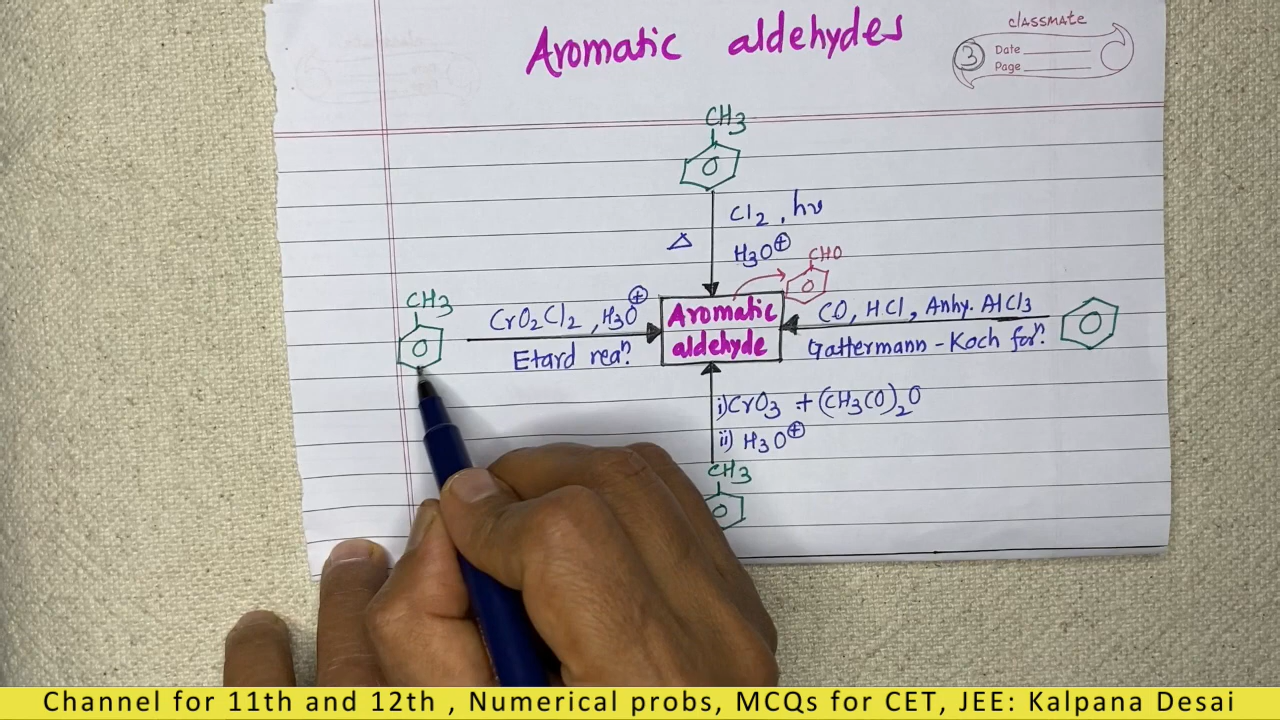 Aromatic aldehydes
classmate
3
Date
Page
CH3
Cl2, hν
Δ
H3O⊕
CHO
CH3
CrO2Cl2, H3O⊕
Etard reaⁿ.
Aromatic
aldehyde
CO, HCl, Anhy. AlCl3
Gattermann-Koch forⁿ.
i) CrO3 + (CH3CO)2O
ii) H3O⊕
CH3
Channel for 11th and 12th , Numerical probs, MCQs for CET, JEE: Kalpana Desai